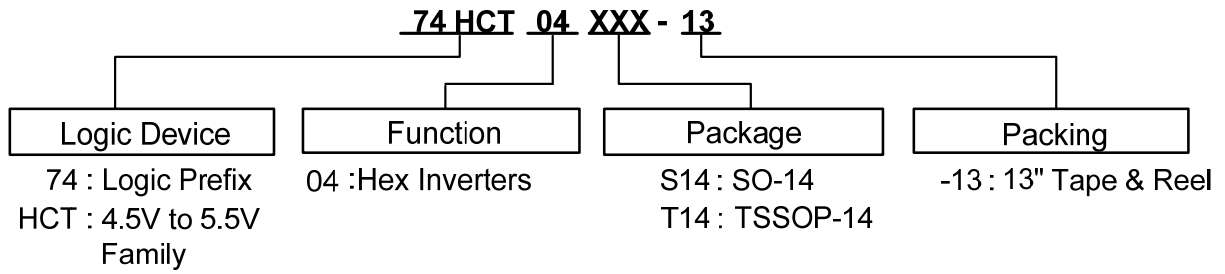 74 HCT 04 XXX - 13
Logic Device
Function
Package
Packing
74 : Logic Prefix
04 :Hex Inverters
S14 : SO-14
-13 : 13" Tape & Reel
HCT : 4.5V to 5.5V
T14 : TSSOP-14
Family